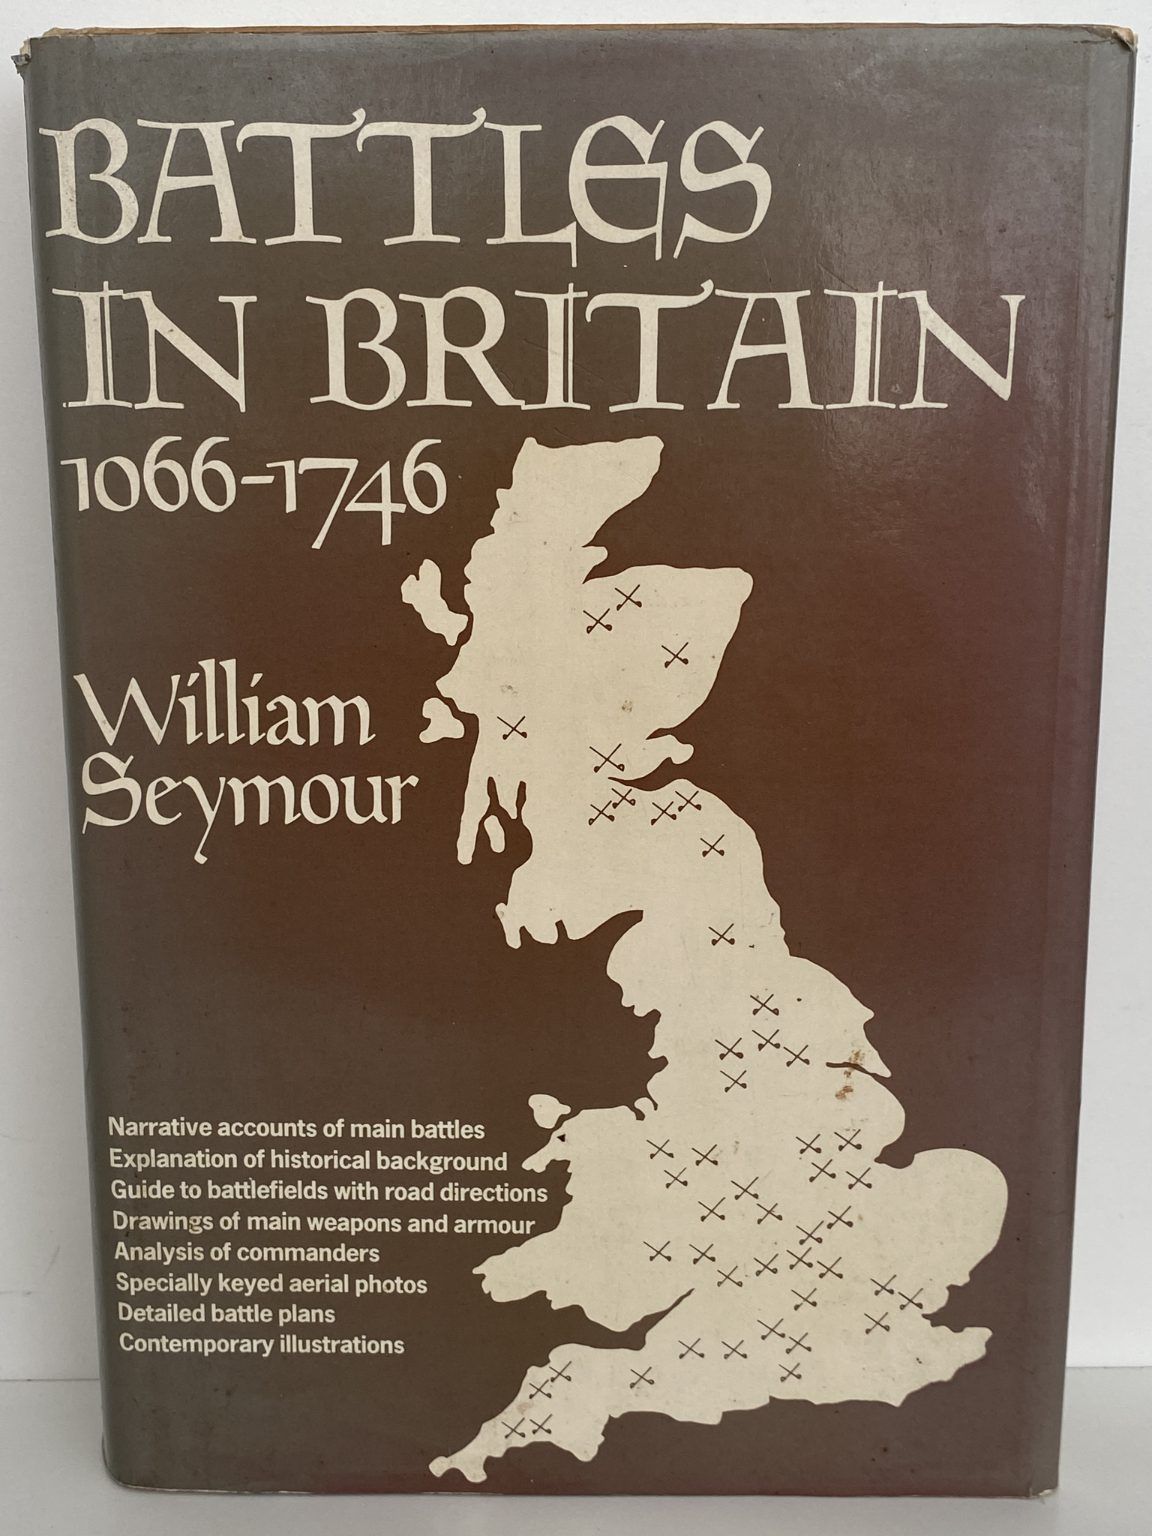 BATTLES
IN BRITAIN
1066-1746
William
Seymour
Narrative accounts of main battles
Explanation of historical background
Guide to battlefields with road directions
Drawings of main weapons and armour
Analysis of commanders
Specially keyed aerial photos
Detailed battle plans
Contemporary illustrations